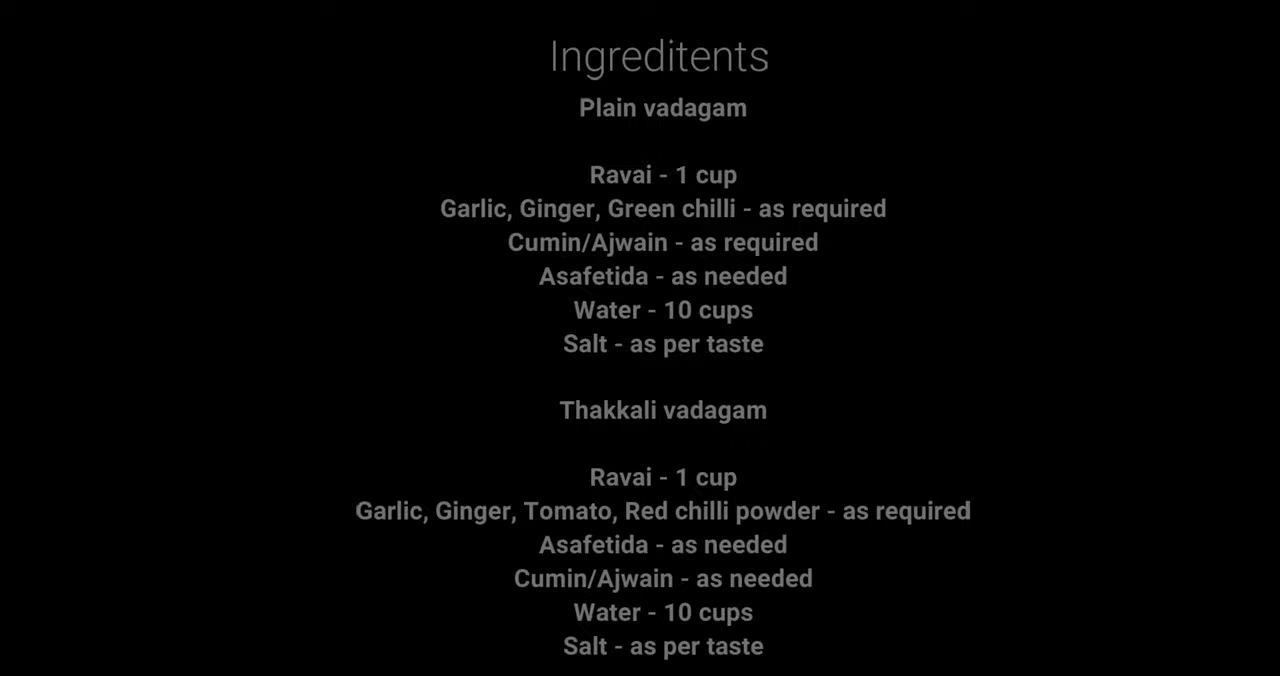 Ingreditents
Plain vadagam
Ravai - 1 cup
Garlic, Ginger, Green chilli - as required
Cumin/Ajwain - as required
Asafetida - as needed
Water - 10 cups
Salt - as per taste
Thakkali vadagam
Ravai - 1 cup
Garlic, Ginger, Tomato, Red chilli powder - as required
Asafetida - as needed
Cumin/Ajwain - as needed
Water - 10 cups
Salt - as per taste